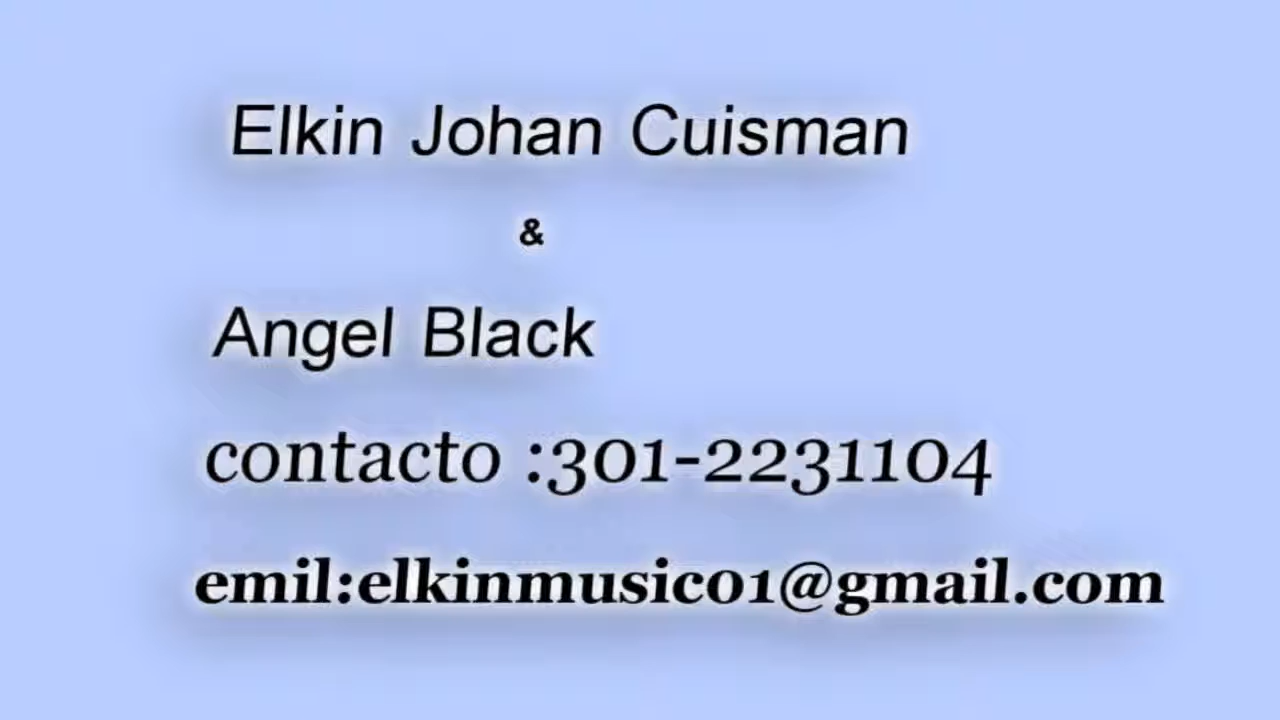 Elkin Johan Cuisman
&
Angel Black
contacto :301-2231104
emil:elkinmusic01@gmail.com